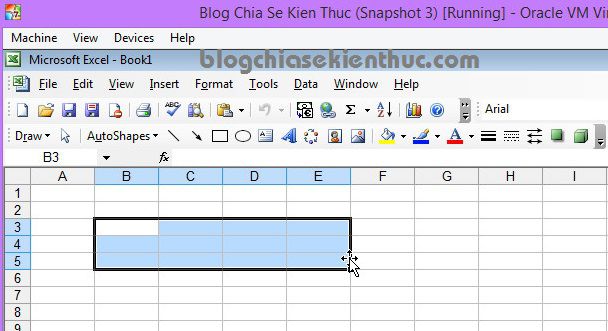 Blog Chia Se Kien Thuc (Snapshot 3) [Running] - Oracle VM Vi
Machine View Devices Help
Microsoft Excel - Book1
blogchiasekienthuc.com
File Edit View Insert Format Tools Data Window Help
ABC Σ A Z Arial
Draw AutoShapes A A
B3 fx
A B C D E F G H I
1
2
3
4
5
6
7
8
9